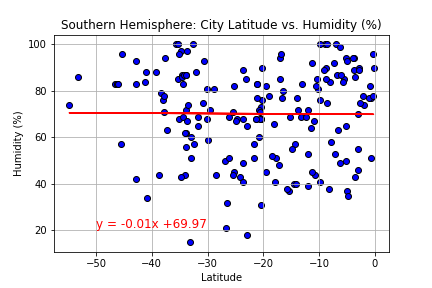 Southern Hemisphere: City Latitude vs. Humidity (%)
100
80
60
40
20
Humidity (%)
y = -0.01x +69.97
−50
−40
−30
−20
−10
0
Latitude